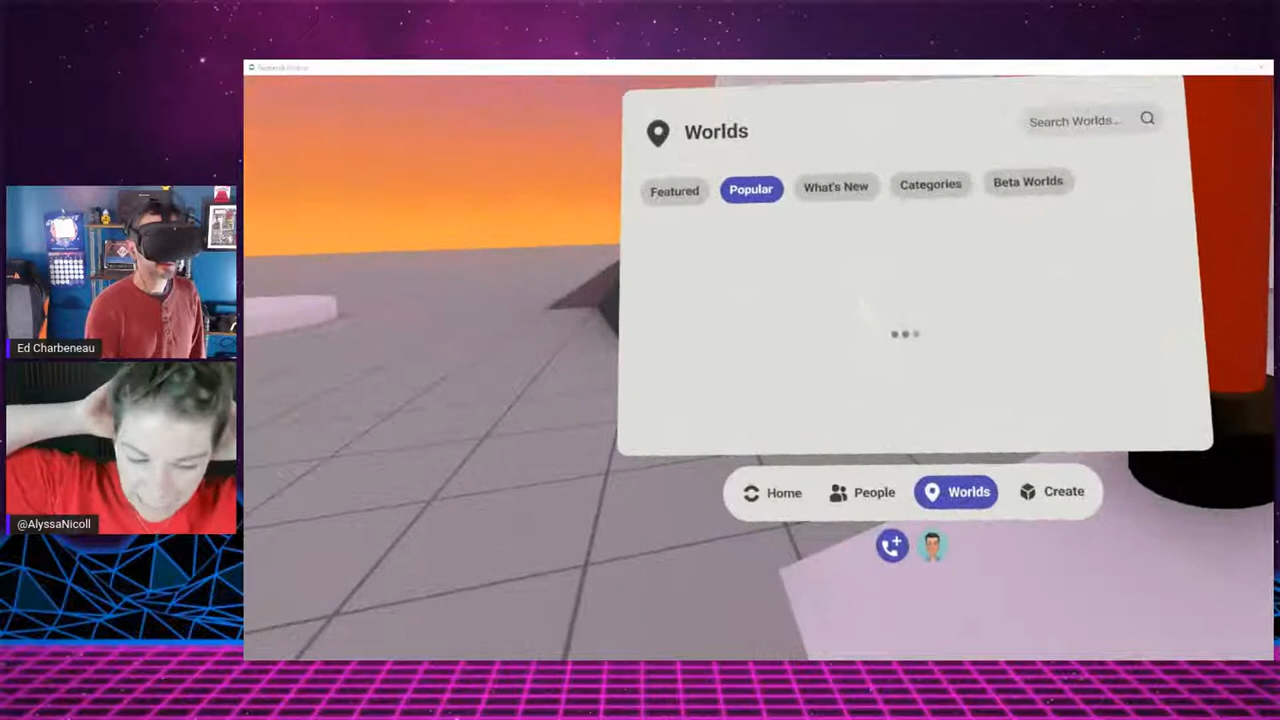 Worlds
Search Worlds...
Featured
Popular
What's New
Categories
Beta Worlds
Ed Charbeneau
@AlyssaNicoll
Home
People
Worlds
Create